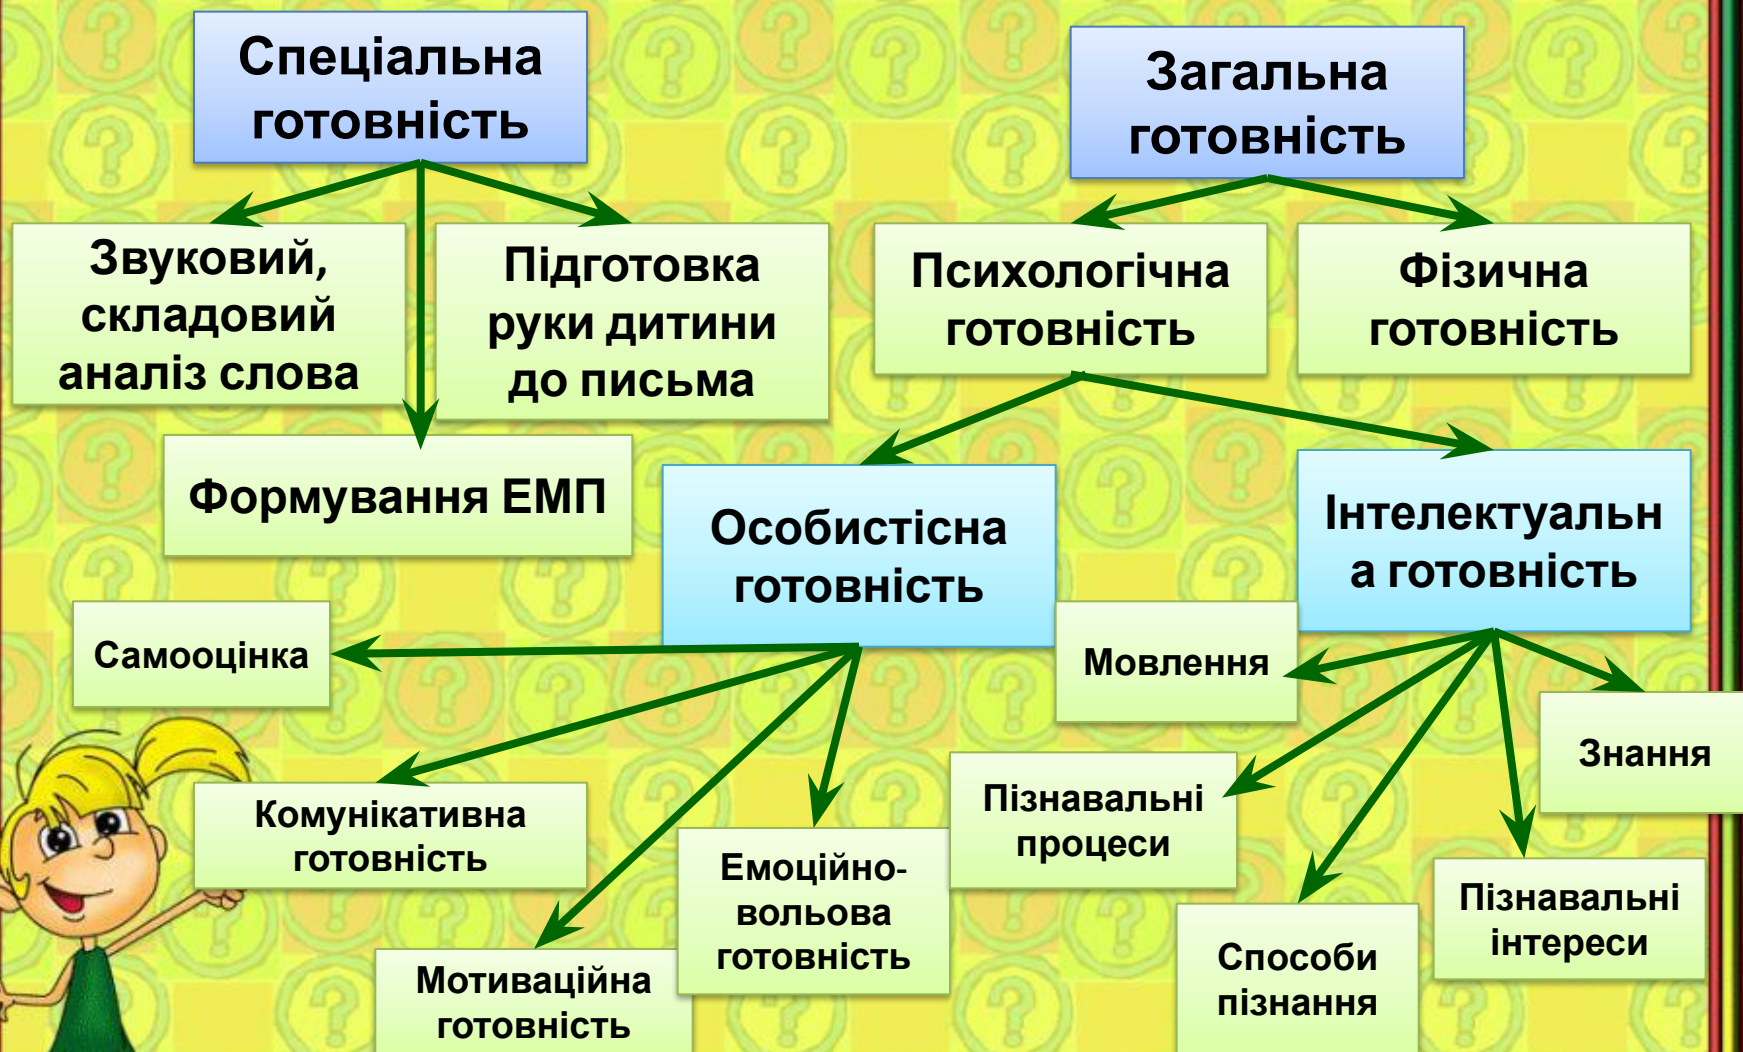 Спеціальна
готовність
Загальна
готовність
Звуковий,
складовий
аналіз слова
Підготовка
руки дитини
до письма
Психологічна
готовність
Фізична
готовність
Формування ЕМП
Особистісна
готовність
Інтелектуальн
а готовність
Самооцінка
Мовлення
Знання
Комунікативна
готовність
Пізнавальні
процеси
Емоційно-
вольова
готовність
Пізнавальні
інтереси
Мотиваційна
готовність
Способи
пізнання